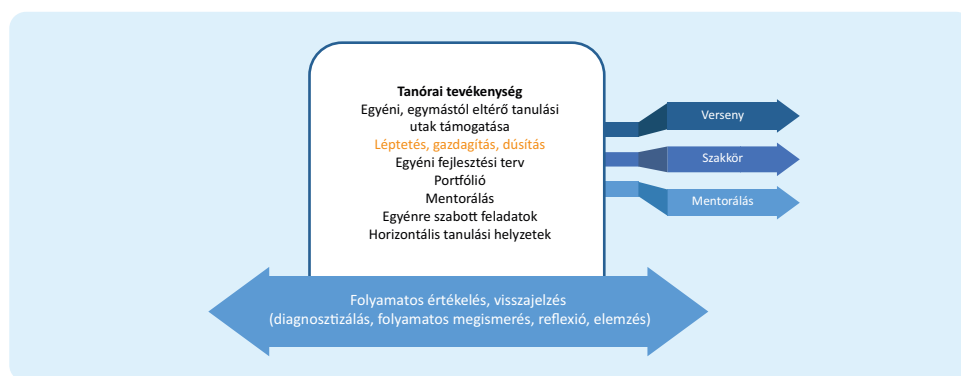 Tanórai tevékenység
Egyéni, egymástól eltérő tanulási
utak támogatása
Léptetés, gazdagítás, dúsítás
Egyéni fejlesztési terv
Portfólió
Mentorálás
Egyénre szabott feladatok
Horizontális tanulási helyzetek
Verseny
Szakkör
Mentorálás
Folyamatos értékelés, visszajelzés
(diagnosztizálás, folyamatos megismerés, reflexió, elemzés)